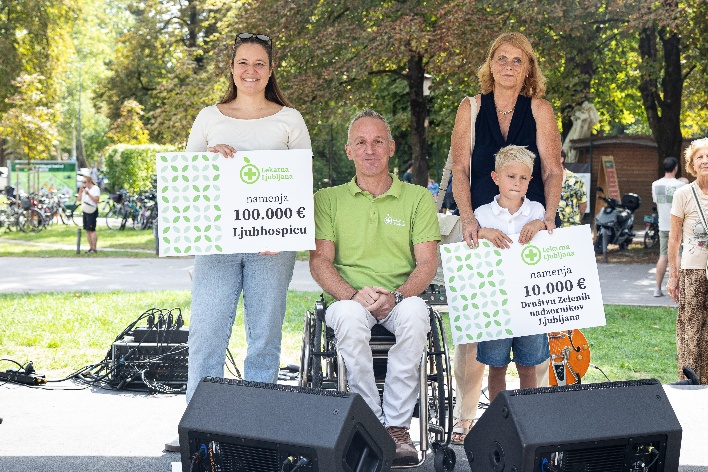 Lekarna
Ljubljana
namenja
100.000 €
Ljubhospicu
Lekarna
Ljubljana
namenja
10.000 €
Društvu Zelenih
nadzornikov
Ljubljana